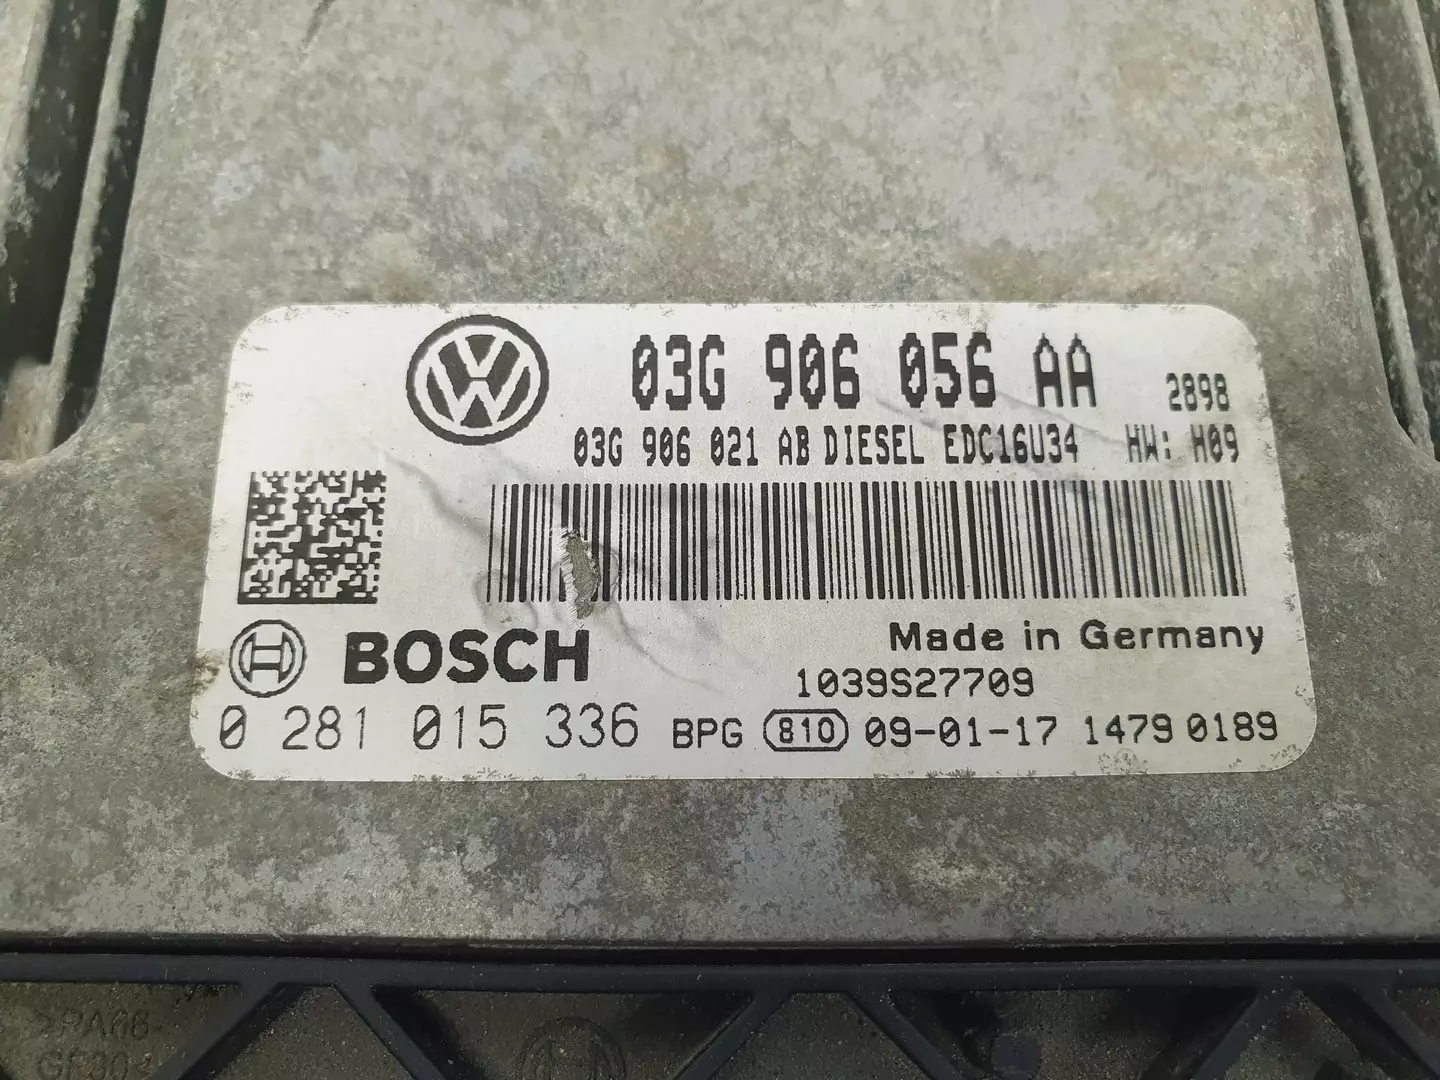 03G 906 056 AA 2898
03G 906 021 AB DIESEL EDC16U34 HW: H09
BOSCH
Made in Germany
1039S27709
0 281 015 336 BPG 810 09-01-17 1479 0189